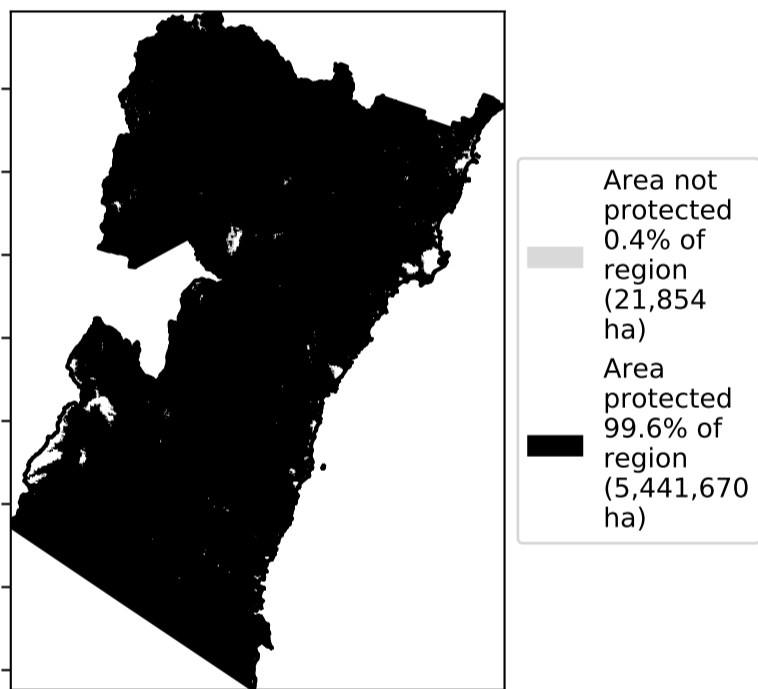 Area not
protected
0.4% of
region
(21,854
ha)
Area
protected
99.6% of
region
(5,441,670
ha)